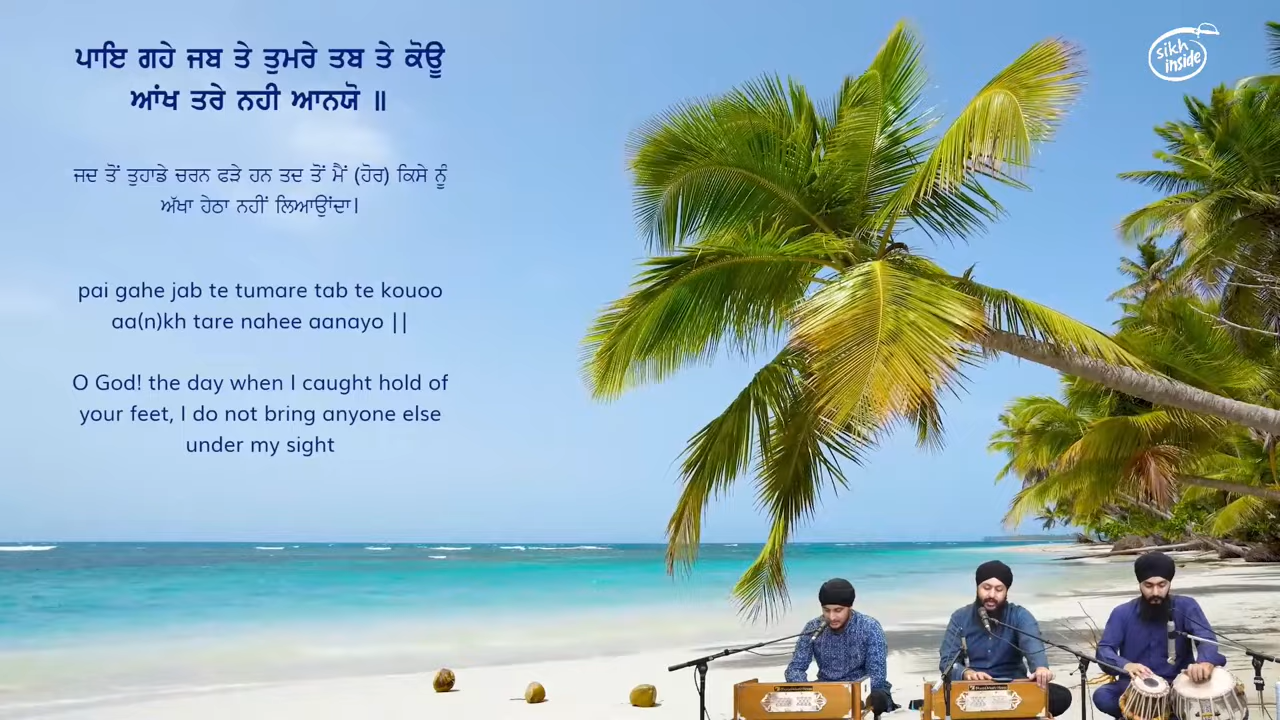 ਪਾਇ ਗਹੇ ਜਬ ਤੇ ਤੁਮਰੇ ਤਬ ਤੇ ਕੋਊ
ਆਂਖ ਤਰੇ ਨਹੀ ਆਨਯੋ ॥
ਜਦ ਤੋਂ ਤੁਹਾਡੇ ਚਰਨ ਫੜੇ ਹਨ ਤਦ ਤੋਂ ਮੈਂ (ਹੋਰ) ਕਿਸੇ ਨੂੰ
ਅੱਖਾ ਹੇਠਾ ਨਹੀਂ ਲਿਆਉਂਦਾ।
pai gahe jab te tumare tab te kouoo
aa(n)kh tare nahee aanayo ||
O God! the day when I caught hold of
your feet, I do not bring anyone else
under my sight
sikh
inside